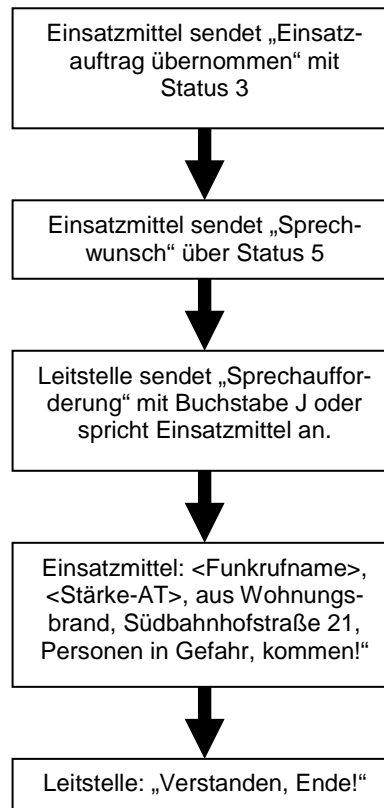 Einsatzmittel sendet „Einsatz-
auftrag übernommen“ mit
Status 3
Einsatzmittel sendet „Sprech-
wunsch“ über Status 5
Leitstelle sendet „Sprechauffor-
derung“ mit Buchstabe J oder
spricht Einsatzmittel an.
Einsatzmittel: <Funkrufname>,
<Stärke-AT>, aus Wohnungs-
brand, Südbahnhofstraße 21,
Personen in Gefahr, kommen!“
Leitstelle: „Verstanden, Ende!“